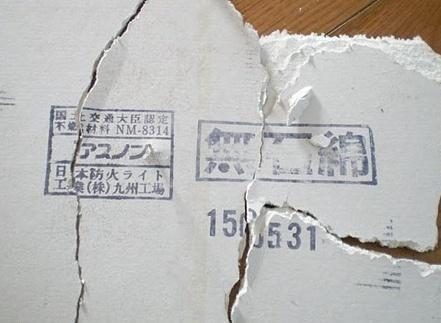 国土交通大臣認定
不燃材料 NM-8314
アスノン
日本防火ライト
工業(株)九州工場
無石綿